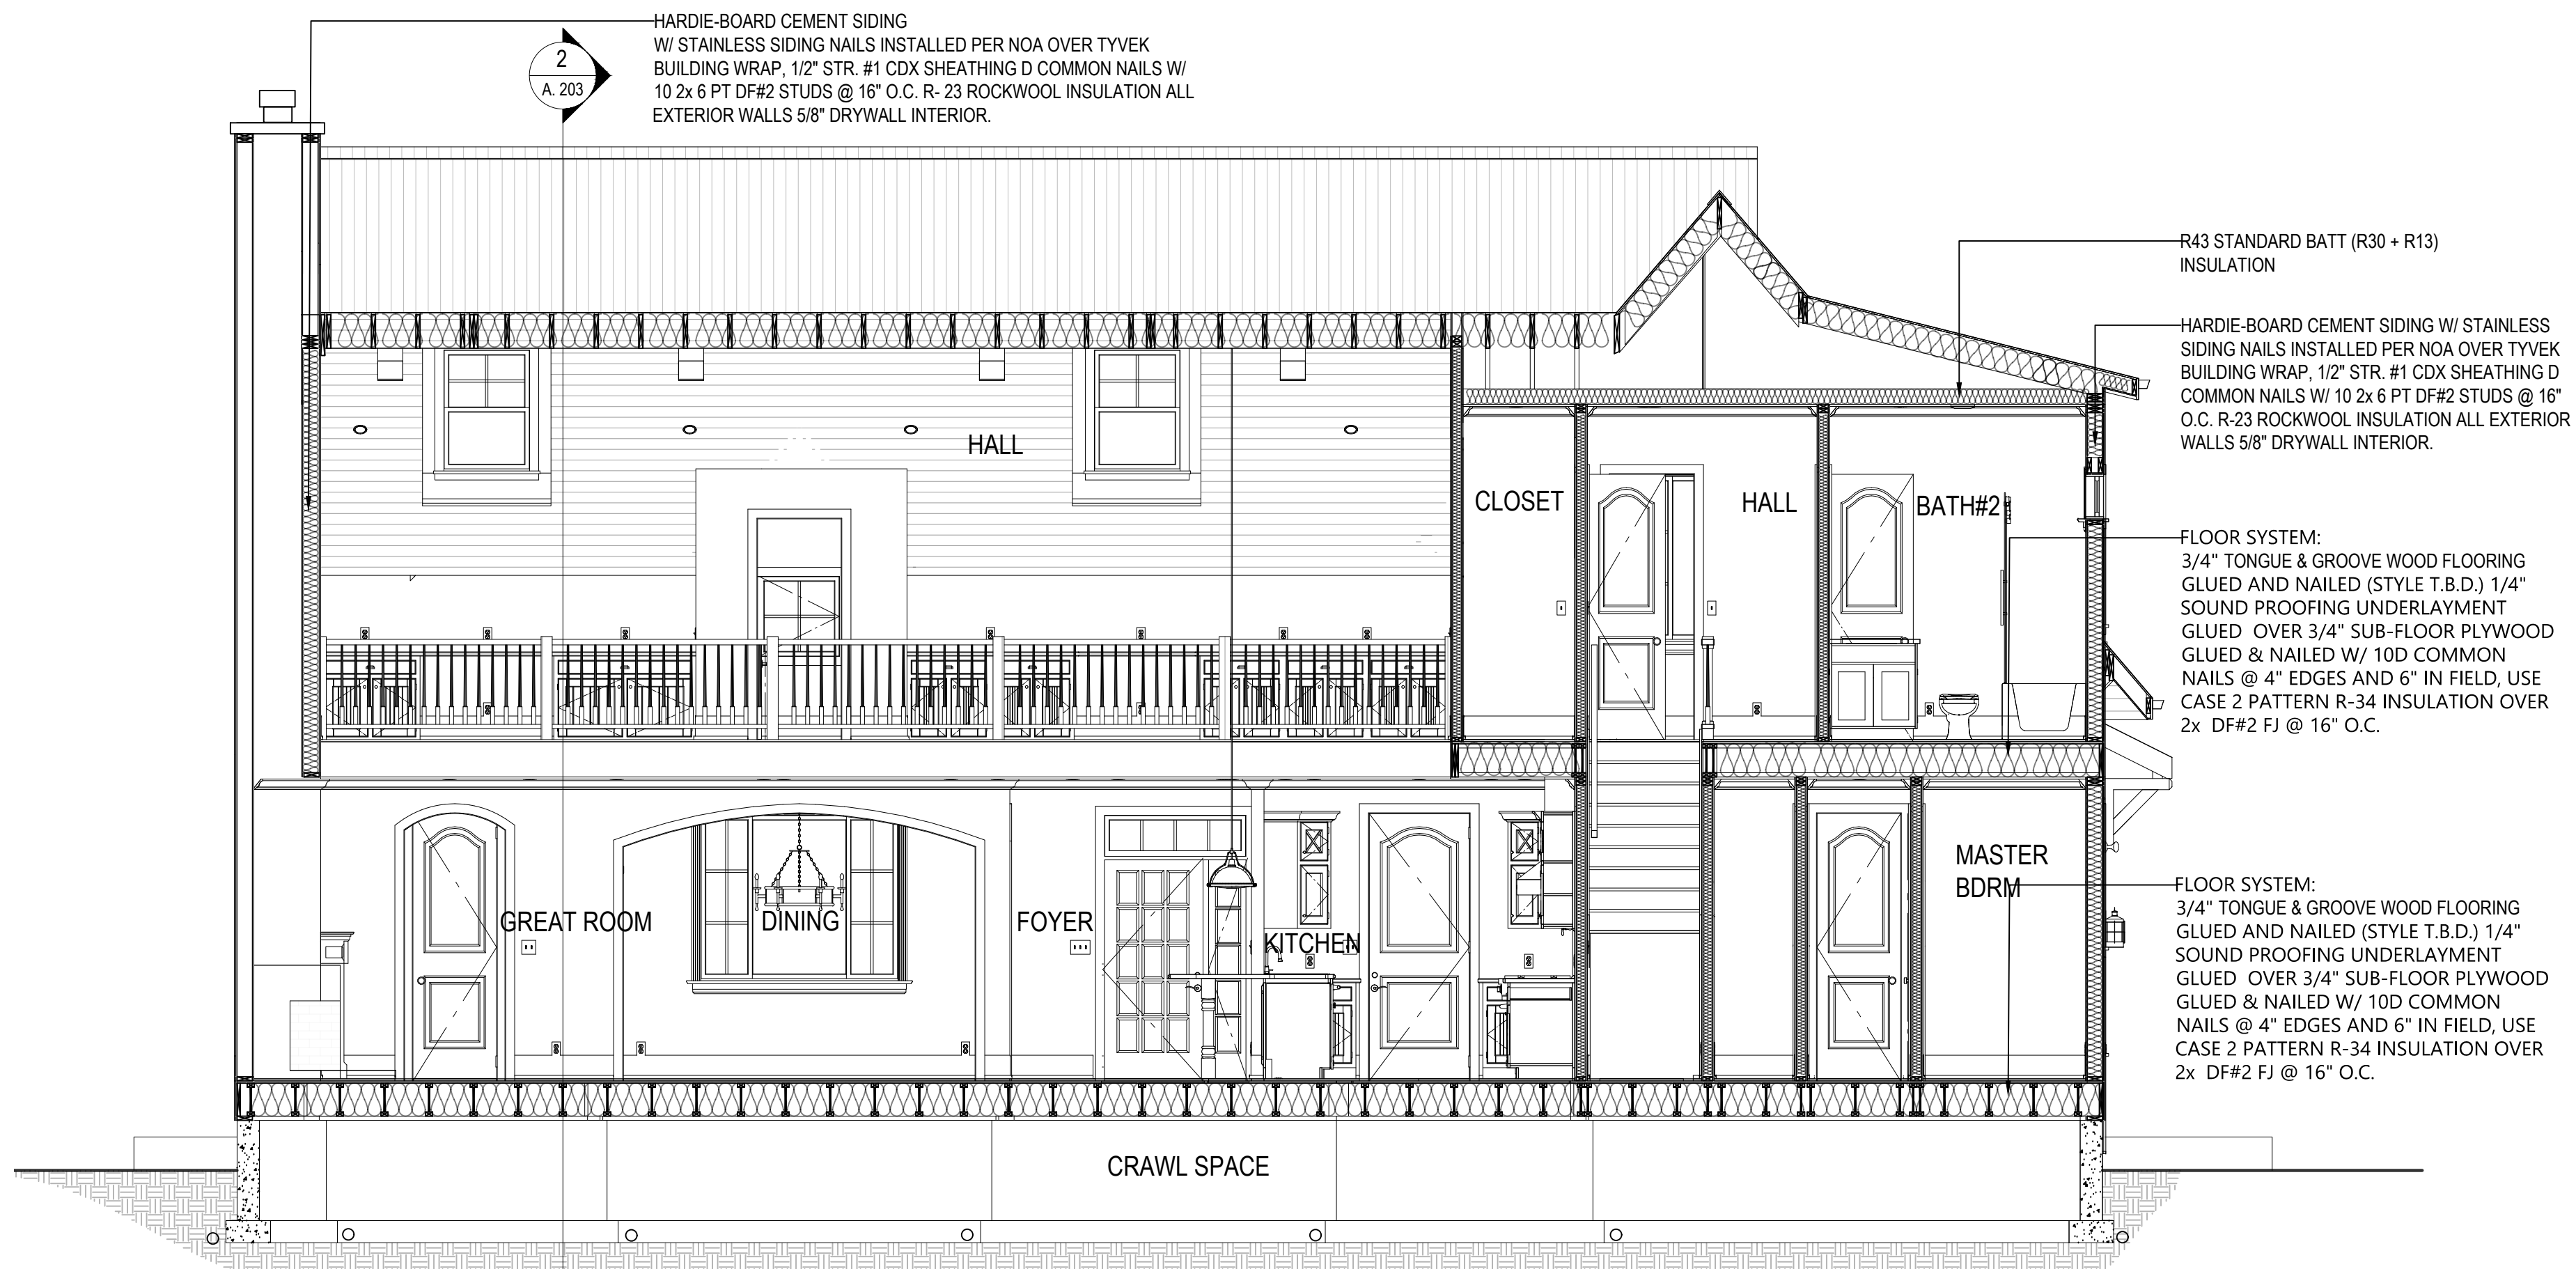 HARDIE-BOARD CEMENT SIDING
W/ STAINLESS SIDING NAILS INSTALLED PER NOA OVER TYVEK
BUILDING WRAP, 1/2" STR. #1 CDX SHEATHING D COMMON NAILS W/
10 2x 6 PT DF#2 STUDS @ 16" O.C. R- 23 ROCKWOOL INSULATION ALL
EXTERIOR WALLS 5/8" DRYWALL INTERIOR.
2
A. 203
R43 STANDARD BATT (R30 + R13)
INSULATION
HARDIE-BOARD CEMENT SIDING W/ STAINLESS
SIDING NAILS INSTALLED PER NOA OVER TYVEK
BUILDING WRAP, 1/2" STR. #1 CDX SHEATHING D
COMMON NAILS W/ 10 2x 6 PT DF#2 STUDS @ 16"
O.C. R-23 ROCKWOOL INSULATION ALL EXTERIOR
WALLS 5/8" DRYWALL INTERIOR.
HALL
CLOSET
HALL
BATH#2
FLOOR SYSTEM:
3/4" TONGUE & GROOVE WOOD FLOORING
GLUED AND NAILED (STYLE T.B.D.) 1/4"
SOUND PROOFING UNDERLAYMENT
GLUED OVER 3/4" SUB-FLOOR PLYWOOD
GLUED & NAILED W/ 10D COMMON
NAILS @ 4" EDGES AND 6" IN FIELD, USE
CASE 2 PATTERN R-34 INSULATION OVER
2x DF#2 FJ @ 16" O.C.
GREAT ROOM
DINING
FOYER
KITCHEN
MASTER
BDRM
FLOOR SYSTEM:
3/4" TONGUE & GROOVE WOOD FLOORING
GLUED AND NAILED (STYLE T.B.D.) 1/4"
SOUND PROOFING UNDERLAYMENT
GLUED OVER 3/4" SUB-FLOOR PLYWOOD
GLUED & NAILED W/ 10D COMMON
NAILS @ 4" EDGES AND 6" IN FIELD, USE
CASE 2 PATTERN R-34 INSULATION OVER
2x DF#2 FJ @ 16" O.C.
CRAWL SPACE